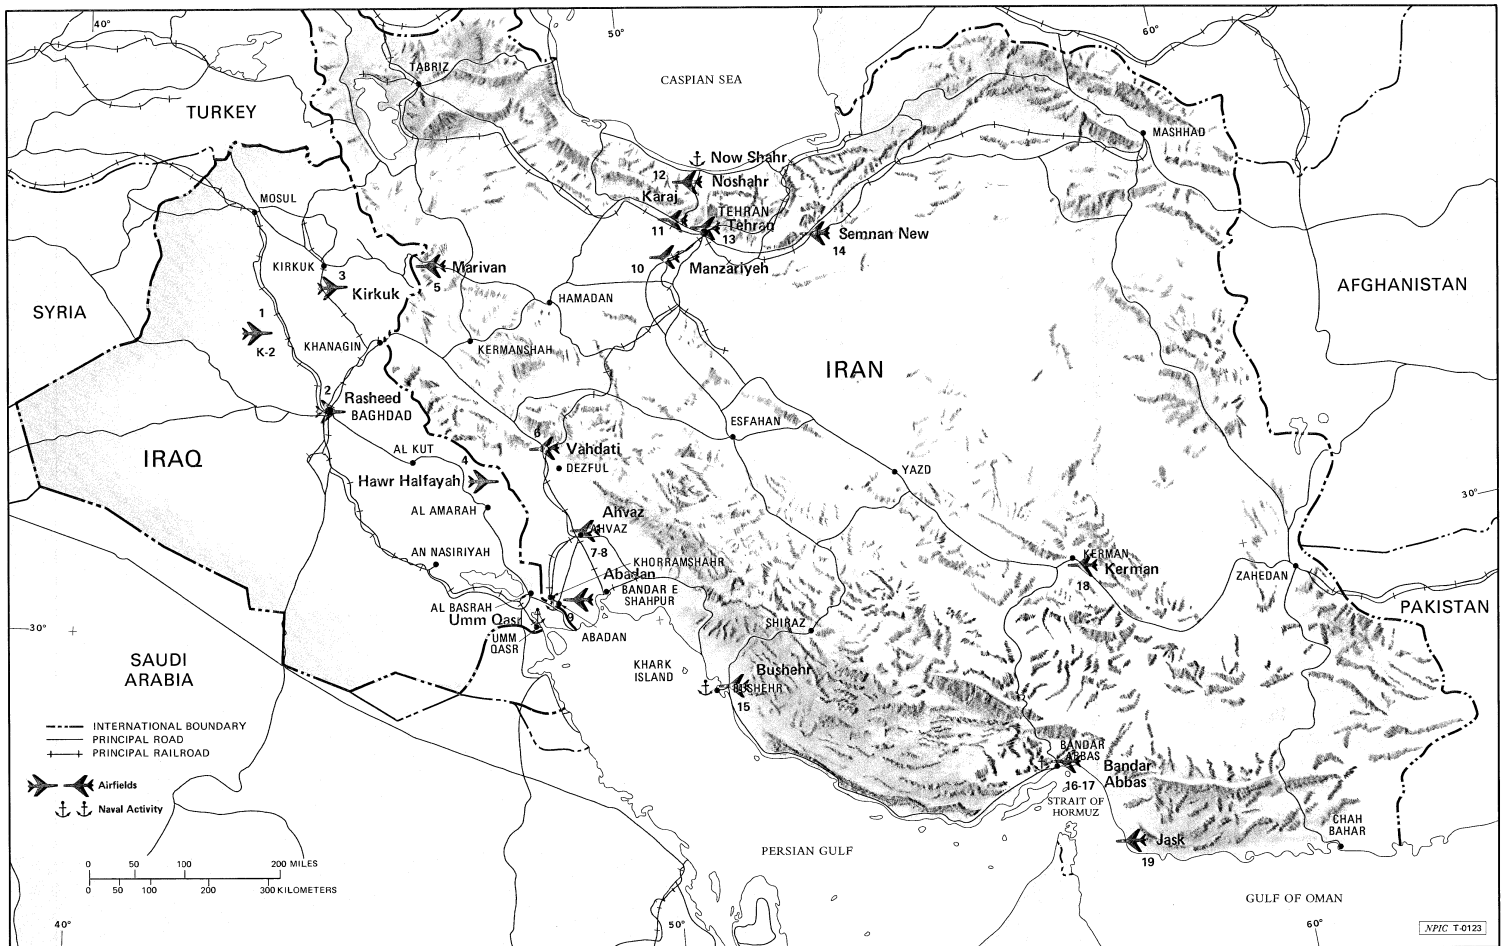 40°
50°
60°
TABRIZ
CASPIAN SEA
TURKEY
MASHHAD
Now Shahr
12
Noshahr
Karaj
MOSUL
TEHRAN
11
Tehran
13
Semnan New
14
KIRKUK
3
Marivan
10
Manzariyeh
5
Kirkuk
HAMADAN
AFGHANISTAN
SYRIA
1
K-2
KHANAGIN
KERMANSHAH
IRAN
2
Rasheed
BAGHDAD
ESFAHAN
6
AL KUT
Vahdati
IRAQ
4
DEZFUL
YAZD
Hawr Halfayah
30°
AL AMARAH
Ahvaz
AHVAZ
AN NASIRIYAH
7-8
KHORRAMSHAHR
KERMAN
Abadan
Kerman
ZAHEDAN
BANDAR E
SHAHPUR
18
AL BASRAH
PAKISTAN
Umm Qasr
9
30°
UMM
QASR
ABADAN
SHIRAZ
SAUDI
ARABIA
KHARK
ISLAND
Bushehr
BUSHEHR
15
INTERNATIONAL BOUNDARY
PRINCIPAL ROAD
PRINCIPAL RAILROAD
BANDAR
ABBAS
Bandar
Abbas
16-17
Airfields
STRAIT OF
HORMUZ
Naval Activity
CHAH
BAHAR
Jask
19
PERSIAN GULF
0 50 100 200 MILES
0 50 100 200 300 KILOMETERS
GULF OF OMAN
40°
50°
60°
NPIC T-0123